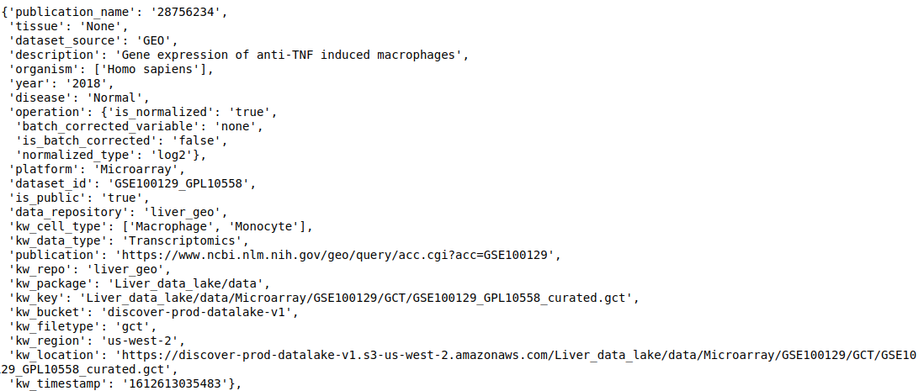 {'publication_name': '28756234',
'tissue': 'None',
'dataset_source': 'GEO',
'description': 'Gene expression of anti-TNF induced macrophages',
'organism': ['Homo sapiens'],
'year': '2018',
'disease': 'Normal',
'operation': {'is_normalized': 'true',
'batch_corrected_variable': 'none',
'is_batch_corrected': 'false',
'normalized_type': 'log2'},
'platform': 'Microarray',
'dataset_id': 'GSE100129_GPL10558',
'is_public': 'true',
'data_repository': 'liver_geo',
'kw_cell_type': ['Macrophage', 'Monocyte'],
'kw_data_type': 'Transcriptomics',
'publication': 'https://www.ncbi.nlm.nih.gov/geo/query/acc.cgi?acc=GSE100129',
'kw_repo': 'liver_geo',
'kw_package': 'Liver_data_lake/data',
'kw_key': 'Liver_data_lake/data/Microarray/GSE100129/GCT/GSE100129_GPL10558_curated.gct',
'kw_bucket': 'discover-prod-datalake-v1',
'kw_filetype': 'gct',
'kw_region': 'us-west-2',
'kw_location': 'https://discover-prod-datalake-v1.s3-us-west-2.amazonaws.com/Liver_data_lake/data/Microarray/GSE100129/GCT/GSE10
29_GPL10558_curated.gct',
'kw_timestamp': '1612613035483'},